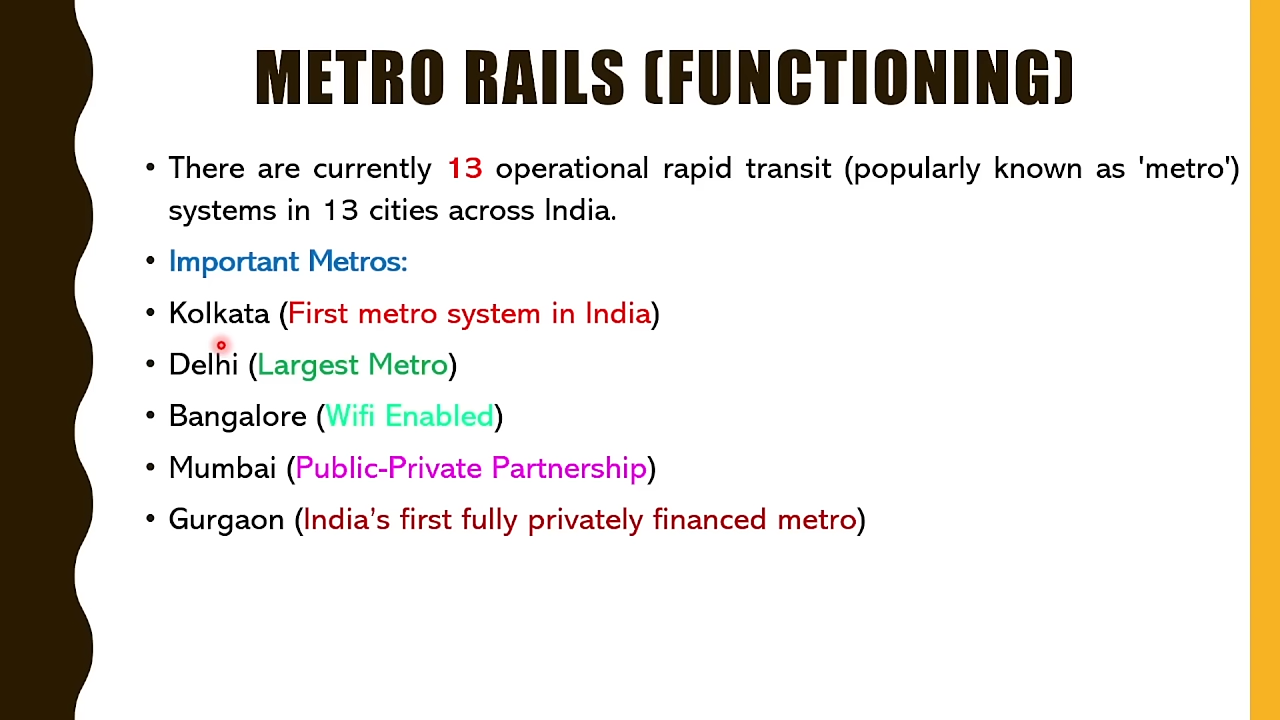 METRO RAILS (FUNCTIONING)
• There are currently 13 operational rapid transit (popularly known as 'metro')
systems in 13 cities across India.
• Important Metros:
• Kolkata (First metro system in India)
• Delhi (Largest Metro)
• Bangalore (Wifi Enabled)
• Mumbai (Public-Private Partnership)
• Gurgaon (India’s first fully privately financed metro)